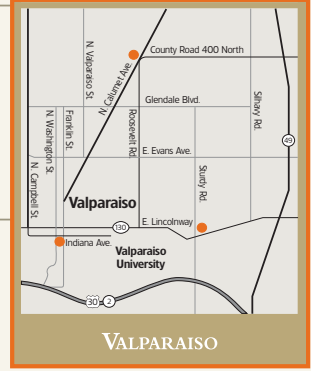 County Road 400 North
N. Valparaiso St.
N. Calumet Ave.
Glendale Blvd.
Silhavy Rd.
N. Washington St.
Franklin St.
Roosevelt Rd.
49
E. Evans Ave.
N. Campbell St.
Sturdy Rd.
Valparaiso
130
E. Lincolnway
Indiana Ave.
Valparaiso
University
30
2
VALPARAISO